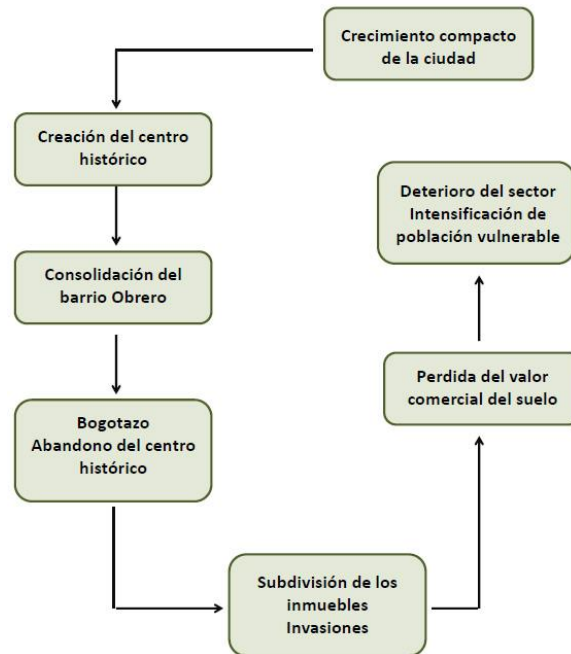 Crecimiento compacto
de la ciudad
Creación del centro
histórico
Consolidación del
barrio Obrero
Bogotazo
Abandono del centro
histórico
Subdivisión de los
inmuebles
Invasiones
Perdida del valor
comercial del suelo
Deterioro del sector
Intensificación de
población vulnerable